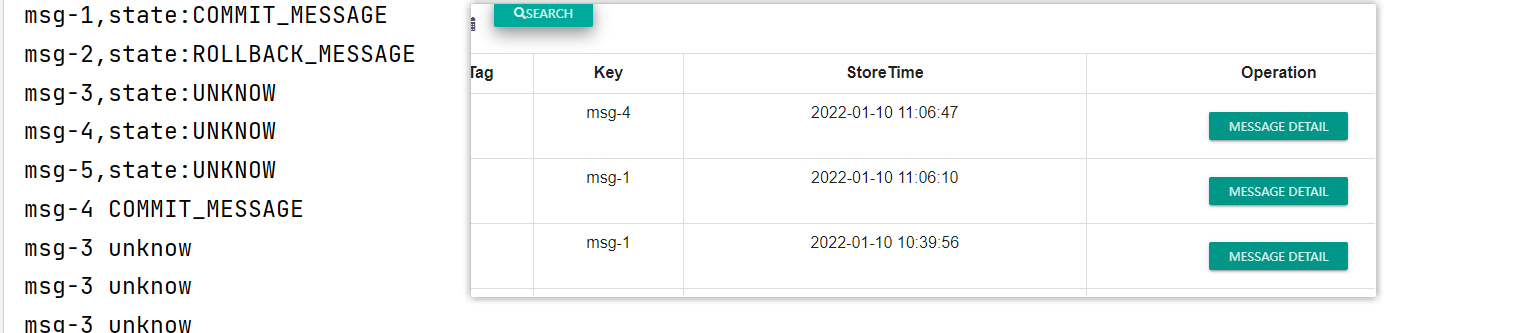 msg-1,state:COMMIT_MESSAGE
msg-2,state:ROLLBACK_MESSAGE
msg-3,state:UNKNOW
msg-4,state:UNKNOW
msg-5,state:UNKNOW
msg-4 COMMIT_MESSAGE
msg-3 unknow
msg-3 unknow
msg-3 unknow
SEARCH
Tag Key StoreTime Operation
msg-4 2022-01-10 11:06:47 MESSAGE DETAIL
msg-1 2022-01-10 11:06:10 MESSAGE DETAIL
msg-1 2022-01-10 10:39:56 MESSAGE DETAIL